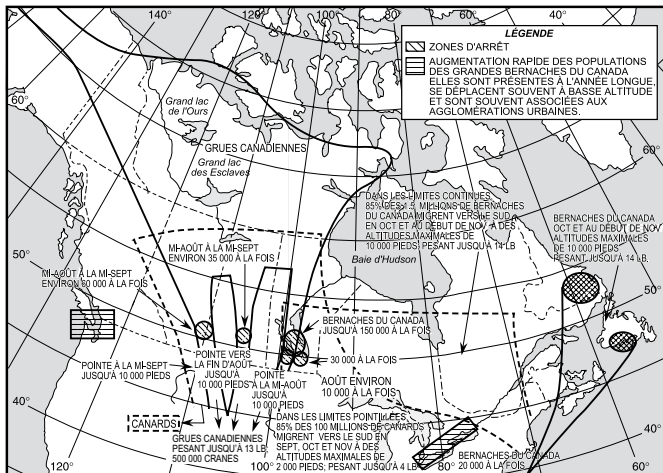 140°
120°
100°
80°
60°
LÉGENDE
ZONES D'ARRÊT
AUGMENTATION RAPIDE DES POPULATIONS
DES GRANDES BERNACHES DU CANADA
ELLES SONT PRÉSENTES À L'ANNÉE LONGUE,
SE DÉPLACENT SOUVENT À BASSE ALTITUDE
ET SONT SOUVENT ASSOCIÉES AUX
AGGLOMÉRATIONS URBAINES.
60°
Grand lac
de l'Ours
GRUES CANADIENNES
Grand lac
des Esclaves
60°
50°
DANS LES LIMITES CONTINUES,
85% DES 1.5 MILLIONS DE BERNACHES
DU CANADA MIGRENT VERS LE SUD
EN OCT ET AU DÉBUT DE NOV À DES
ALTITUDES MAXIMALES DE
10 000 PIEDS; PESANT JUSQU'À 14 LB
Baie d'Hudson
BERNACHES DU CANADA
OCT ET AU DÉBUT DE NOV
ALTITUDES MAXIMALES
DE 10 000 PIEDS
PESANT JUSQU'À 14 LB.
MI-AOÛT À LA MI-SEPT
ENVIRON 35 000 À LA FOIS
MI-AOÛT À LA MI-SEPT
ENVIRON 60 000 À LA FOIS
50°
BERNACHES DU CANADA
JUSQU'À 150 000 À LA FOIS
30 000 À LA FOIS
POINTE À LA MI-SEPT
JUSQU'À 10 000 PIEDS
POINTE VERS
LA FIN D'AOÛT
JUSQU'À
10 000 PIEDS
POINTE
À LA MI-AOÛT
JUSQU'À
10 000 PIEDS
AOÛT ENVIRON
10 000 À LA FOIS
40°
40°
CANARDS
DANS LES LIMITES POINTILLÉES,
85% DES 100 MILLIONS DE CANARDS
MIGRENT VERS LE SUD EN
SEPT, OCT ET NOV À DES
ALTITUDES MAXIMALES DE
2 000 PIEDS; PESANT JUSQU'À 4 LB
GRUES CANADIENNES
PESANT JUSQU'À 13 LB
500 000 CRANES
BERNACHES DU CANADA
20 000 À LA FOIS
120°
100°
80°
60°